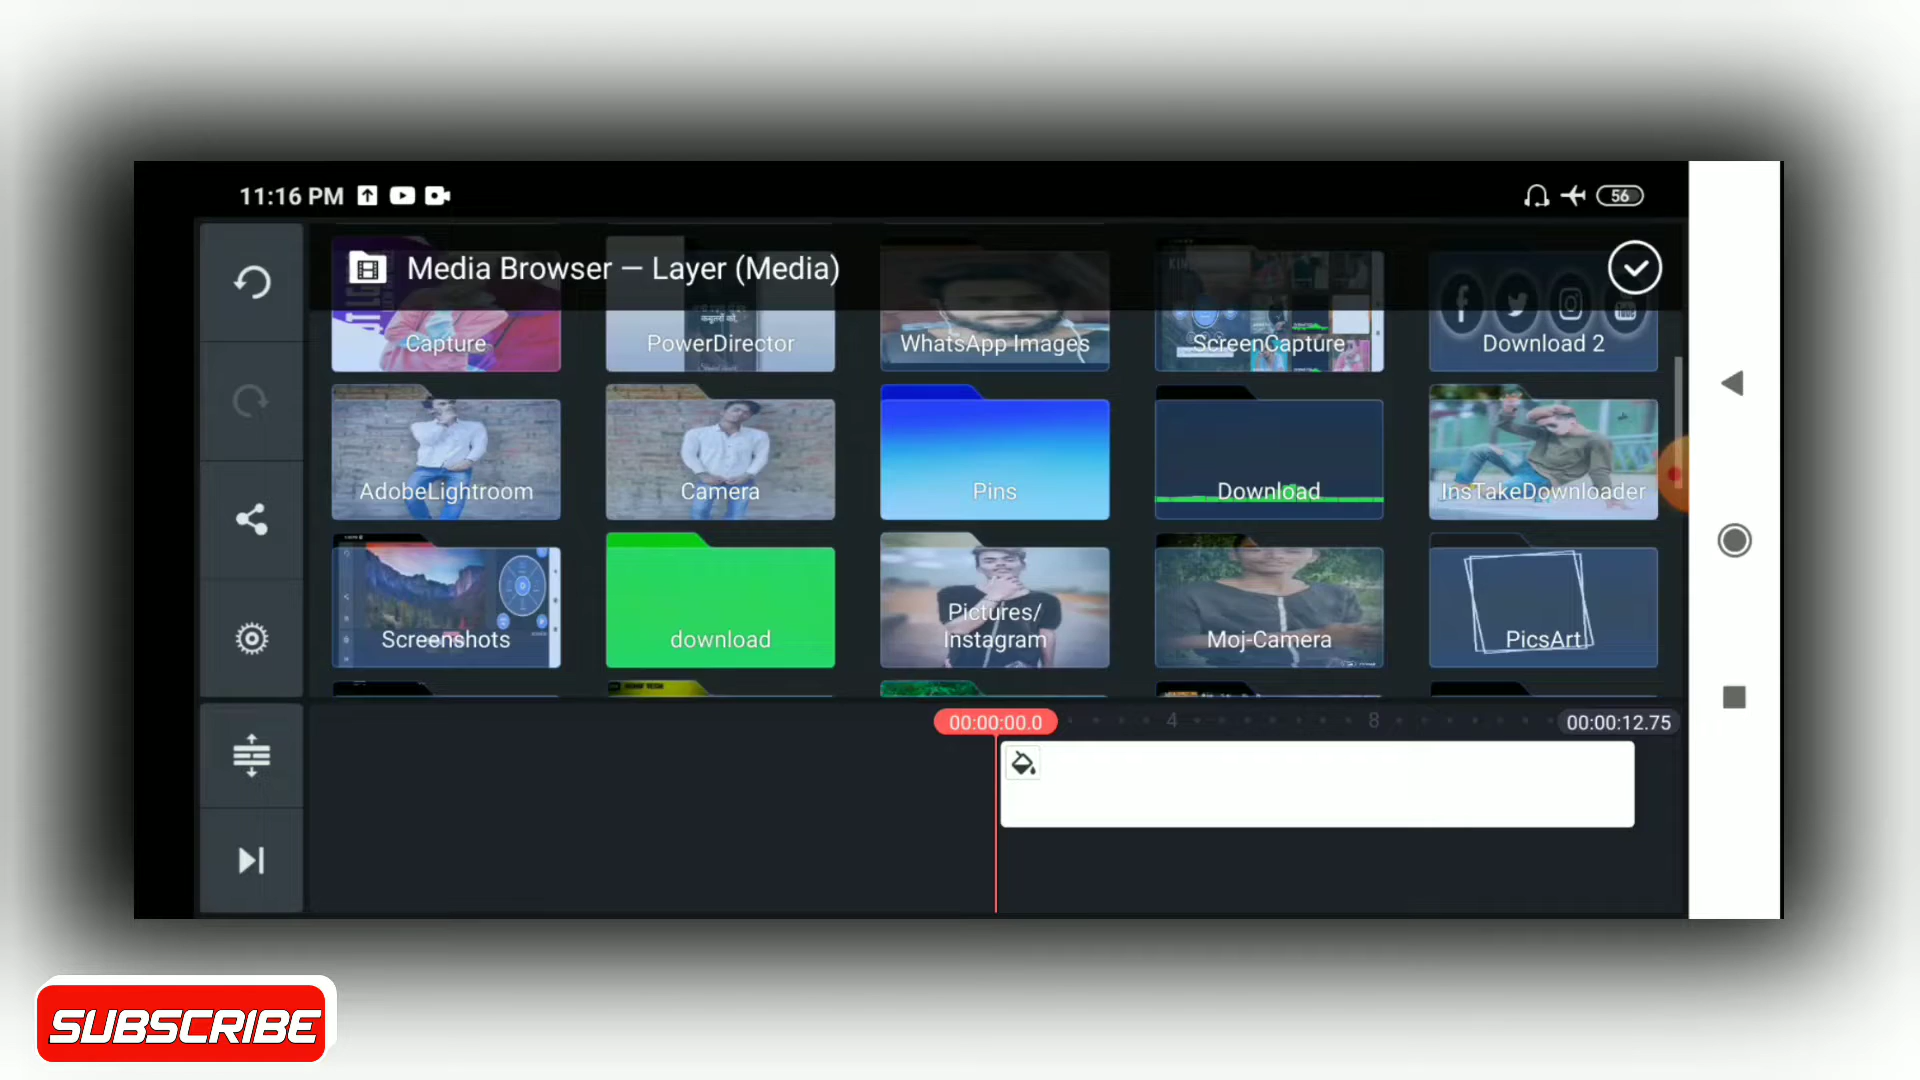 11:16 PM
56
Media Browser — Layer (Media)
Capture
PowerDirector
WhatsApp Images
ScreenCapture
Download 2
AdobeLightroom
Camera
Pins
Download
InsTakeDownloader
Screenshots
download
Pictures/
Instagram
Moj-Camera
PicsArt
00:00:00.0
4
8
00:00:12.75
SUBSCRIBE